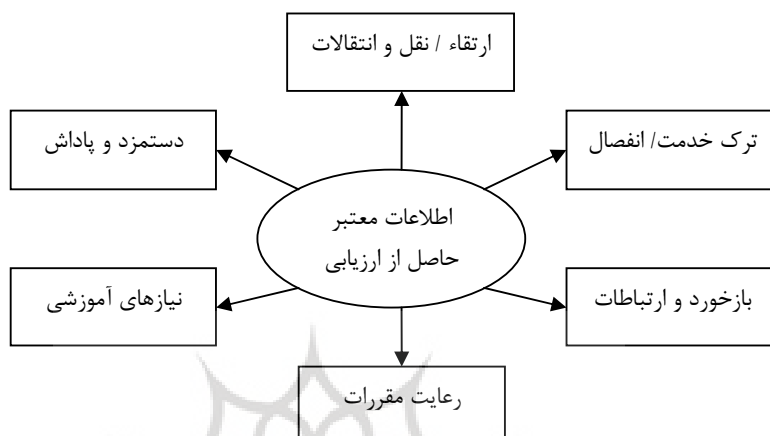 ارتقاء / نقل و انتقالات
ترک خدمت/ انفصال
دستمزد و پاداش
اطلاعات معتبر
حاصل از ارزیابی
بازخورد و ارتباطات
نیازهای آموزشی
رعایت مقررات